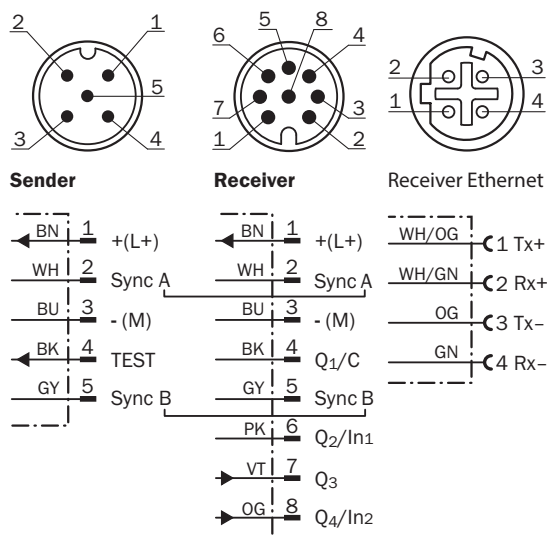 2 1
5
3 4
5 8
6 4
7 3
1 2
2 3
1 4
Sender
Receiver
Receiver Ethernet
BN 1 +(L+)
WH 2 Sync A
BU 3 - (M)
BK 4 TEST
GY 5 Sync B
BN 1 +(L+)
WH 2 Sync A
BU 3 - (M)
BK 4 Q1/C
GY 5 Sync B
PK 6 Q2/In1
VT 7 Q3
OG 8 Q4/In2
WH/OG 1 Tx+
WH/GN 2 Rx+
OG 3 Tx–
GN 4 Rx–